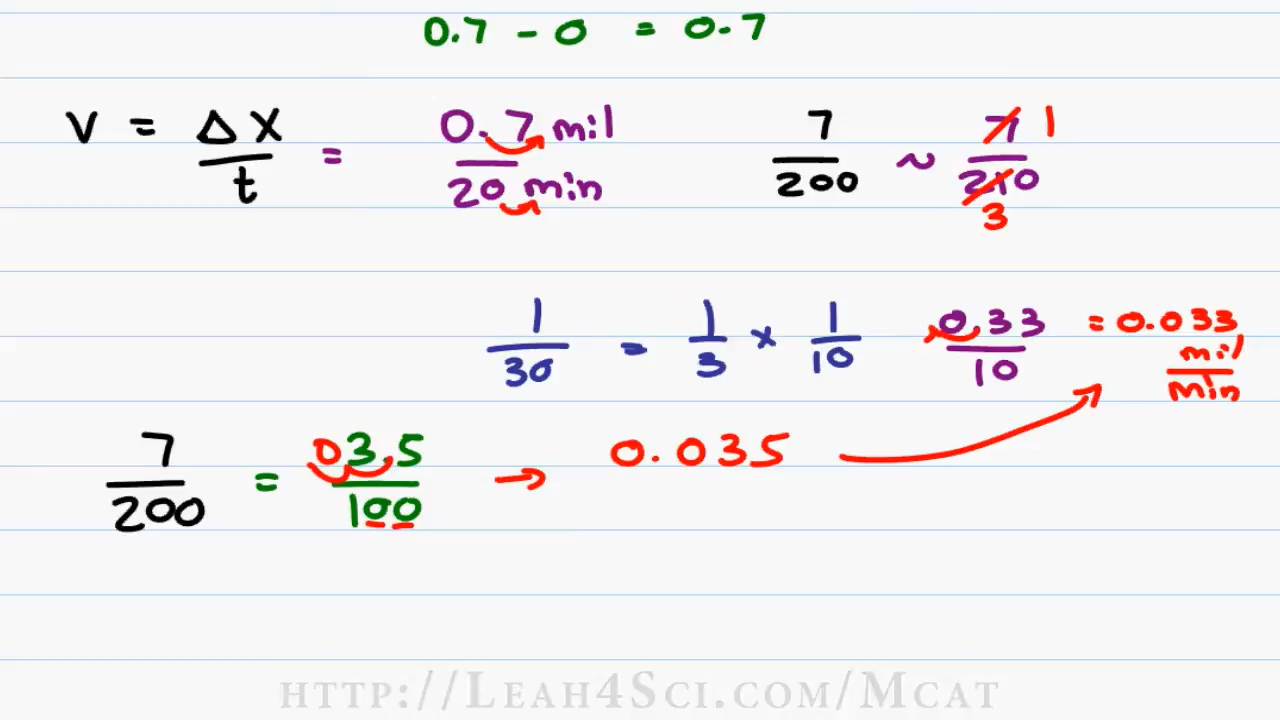 0.7 - 0 = 0.7
V = ΔX/t = 0.7 mil/20 min 7/200 ~ 7/210 1 3
1/30 = 1/3 x 1/10 0.33/10 = 0.033 mil/min
7/200 = 03.5/100 → 0.035
HTTP://LEAH4SCI.COM/MCAT